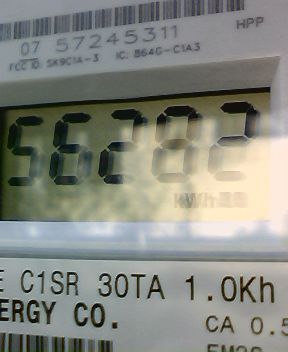 HPP
07 57245311
FCC ID: SK9C1A-3 IC: 864G-C1A3
56282
kWh
E C1SR 30TA 1.0Kh
ERGY CO.
CA 0.5